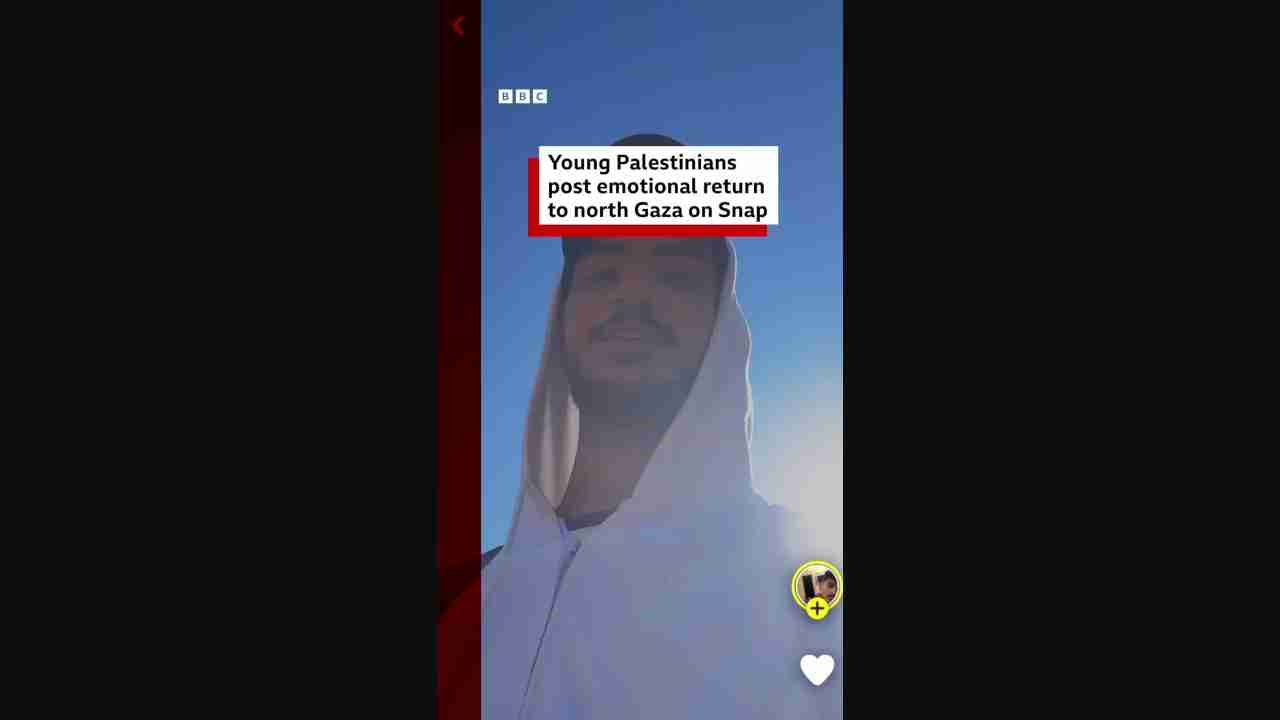 BBC
Young Palestinians
post emotional return
to north Gaza on Snap